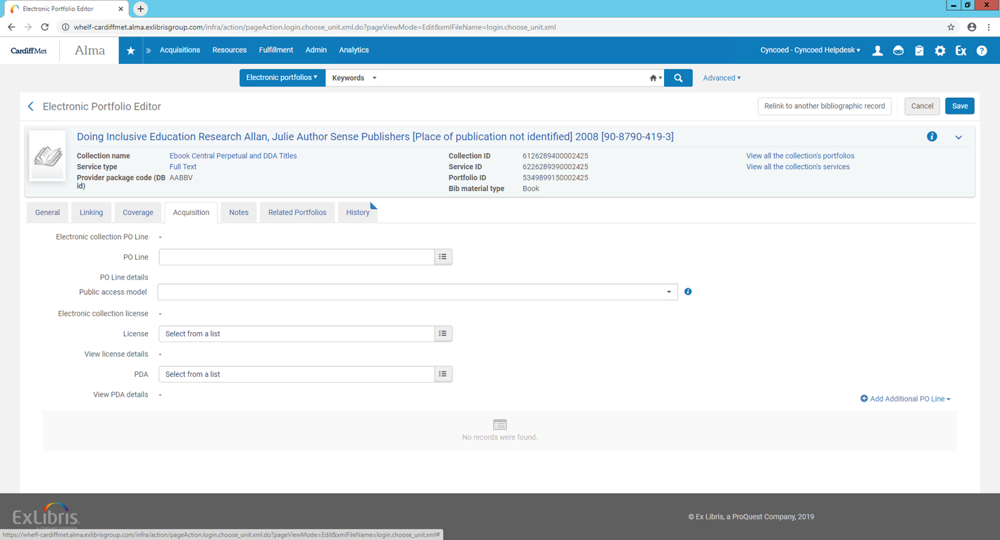 Electronic Portfolio Editor
whelf-cardiffmet.alma.exlibrisgroup.com/infra/action/pageAction.login.choose_unit.xml.do?pageViewMode=Edit&xmlFileName=login.choose_unit.xml
CardiffMet Alma Acquisitions Resources Fulfillment Admin Analytics Cyncoed - Cyncoed Helpdesk Ex ?
Electronic portfolios Keywords Advanced
Electronic Portfolio Editor Relink to another bibliographic record Cancel Save
Doing Inclusive Education Research Allan, Julie Author Sense Publishers [Place of publication not identified] 2008 [90-8790-419-3]
Collection name Ebook Central Perpetual and DDA Titles Collection ID 6126289400002425 View all the collection's portfolios
Service type Full Text Service ID 6226289390002425 View all the collection's services
Provider package code (DB id) AABBV Portfolio ID 5349899150002425
Bib material type Book
General Linking Coverage Acquisition Notes Related Portfolios History
Electronic collection PO Line -
PO Line
PO Line details
Public access model
Electronic collection license -
License Select from a list
View license details -
PDA Select from a list
View PDA details -
Add Additional PO Line
No records were found.
ExLibris
a ProQuest Company
© Ex Libris, a ProQuest Company, 2019
https://whelf-cardiffmet.alma.exlibrisgroup.com/infra/action/pageAction.login.choose_unit.xml.do?pageViewMode=Edit&xmlFileName=login.choose_unit.xml#